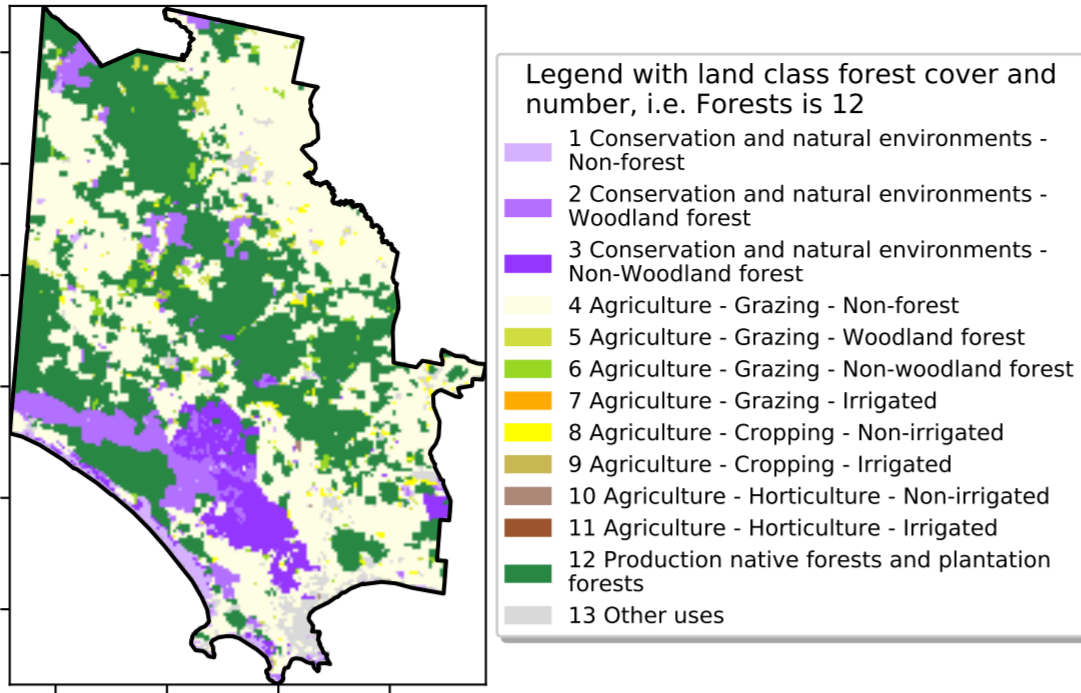 Legend with land class forest cover and
number, i.e. Forests is 12
1 Conservation and natural environments -
Non-forest
2 Conservation and natural environments -
Woodland forest
3 Conservation and natural environments -
Non-Woodland forest
4 Agriculture - Grazing - Non-forest
5 Agriculture - Grazing - Woodland forest
6 Agriculture - Grazing - Non-woodland forest
7 Agriculture - Grazing - Irrigated
8 Agriculture - Cropping - Non-irrigated
9 Agriculture - Cropping - Irrigated
10 Agriculture - Horticulture - Non-irrigated
11 Agriculture - Horticulture - Irrigated
12 Production native forests and plantation
forests
13 Other uses